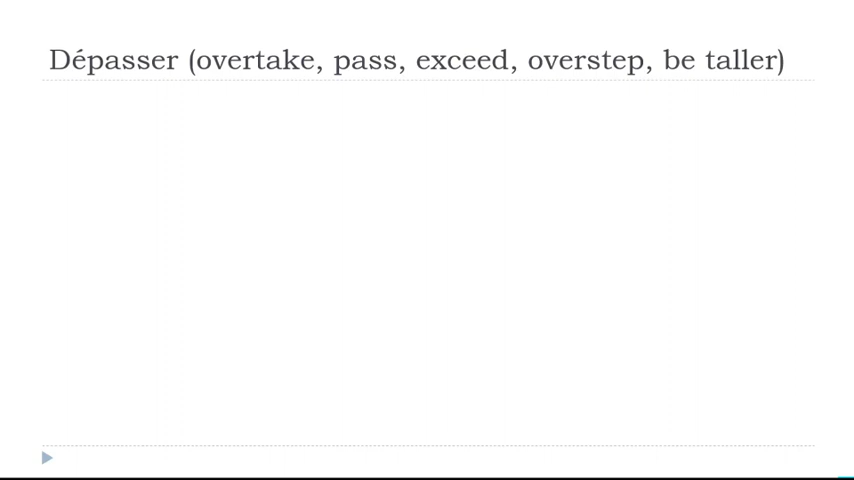 Dépasser (overtake, pass, exceed, overstep, be taller)